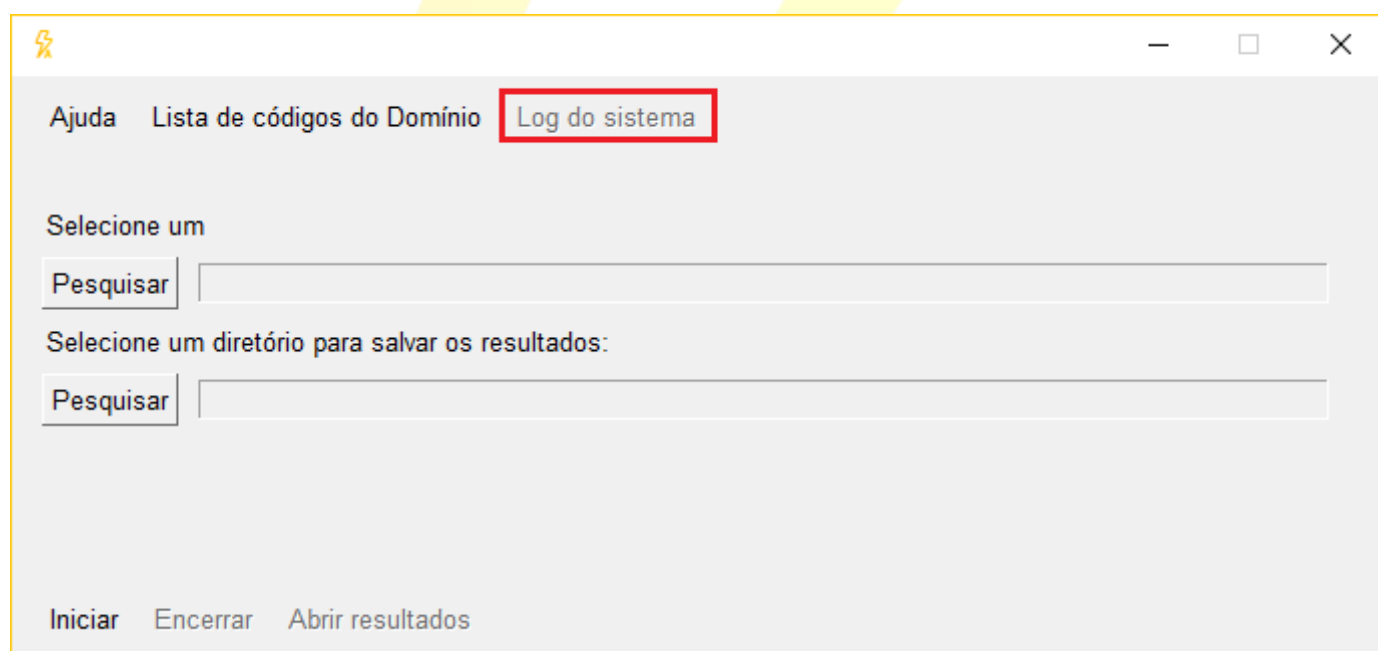 Ajuda Lista de códigos do Domínio Log do sistema
Selecione um
Pesquisar
Selecione um diretório para salvar os resultados:
Pesquisar
Iniciar Encerrar Abrir resultados